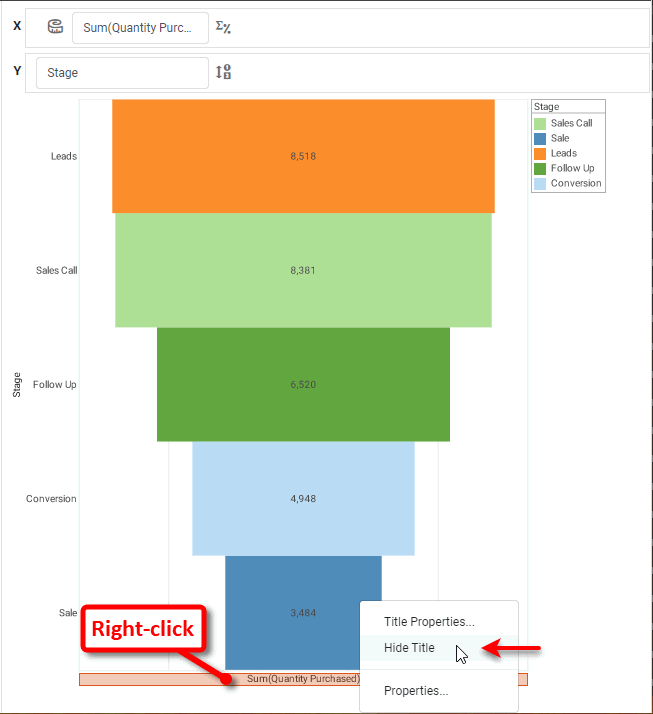 X
Sum(Quantity Purc...
Σ%
Y
Stage
Stage
Sales Call
Sale
Leads
Follow Up
Conversion
Leads
8,518
Sales Call
8,381
Follow Up
6,520
Stage
Conversion
4,948
Sale
3,484
Right-click
Title Properties...
Hide Title
Properties...
Sum(Quantity Purchased)